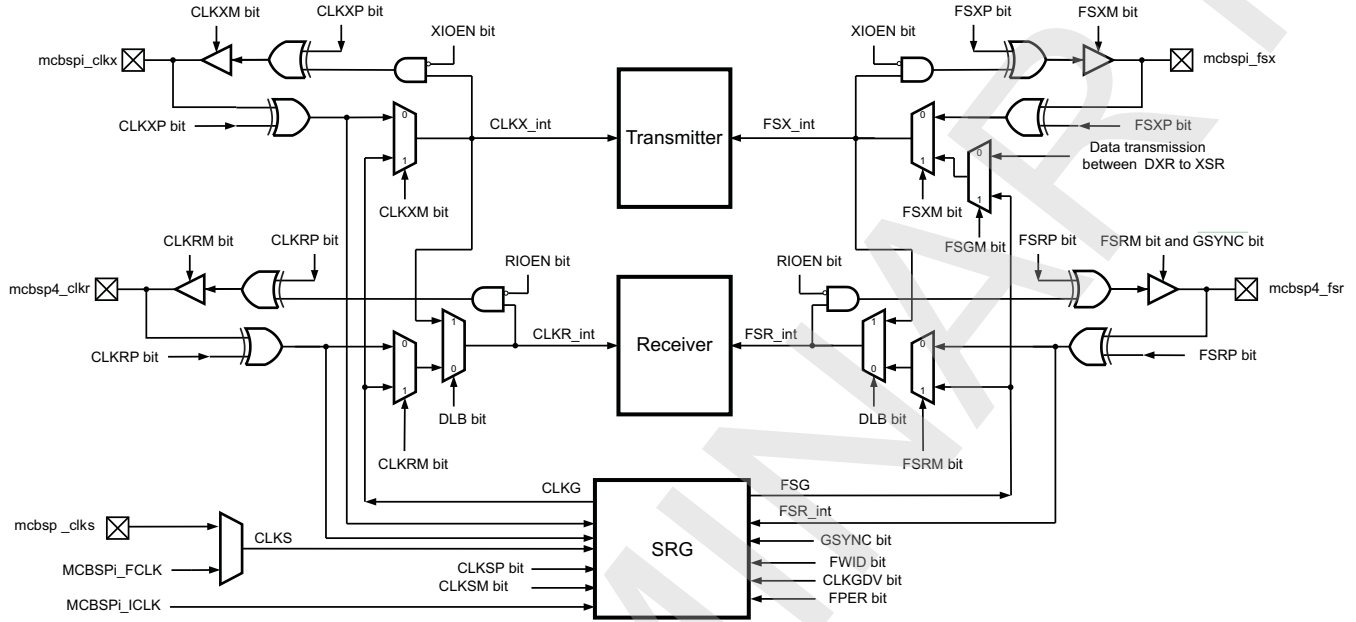 CLKXM bit
CLKXP bit
XIOEN bit
XIOEN bit
FSXP bit
FSXM bit
mcbspi_clkx
mcbspi_fsx
CLKXP bit
0
CLKX_int
Transmitter
FSX_int
0
FSXP bit
1
1
0
Data transmission
between DXR to XSR
CLKXM bit
FSXM bit
1
FSGM bit
CLKRM bit
CLKRP bit
RIOEN bit
RIOEN bit
FSRP bit
FSRM bit and GSYNC bit
mcbsp4_clkr
mcbsp4_fsr
1
CLKR_int
Receiver
FSR_int
1
CLKRP bit
0
0
0
0
FSRP bit
1
1
DLB bit
DLB bit
CLKRM bit
FSRM bit
CLKG
FSG
mcbsp _clks
FSR_int
CLKS
SRG
GSYNC bit
MCBSPi_FCLK
CLKSP bit
FWID bit
CLKSM bit
CLKGDV bit
MCBSPi_ICLK
FPER bit